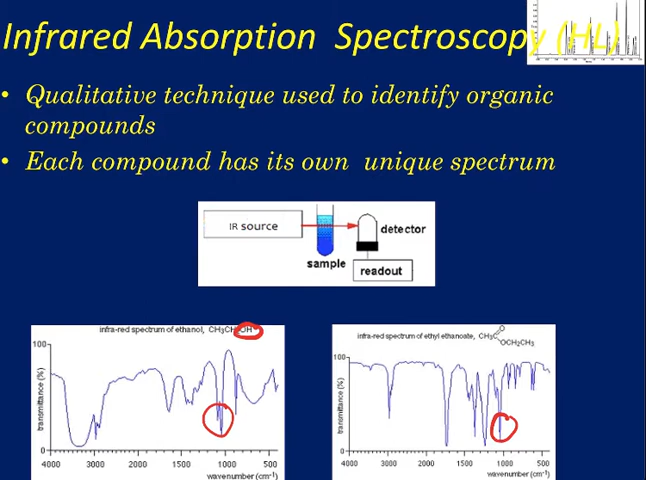 Infrared Absorption Spectroscopy (HL)
• Qualitative technique used to identify organic
compounds
• Each compound has its own unique spectrum
IR source
detector
sample
readout
infra-red spectrum of ethanol, CH3CH2OH
100
50
0
transmittance (%)
4000 3000 2000 1500 1000 500
wavenumber (cm-1)
infra-red spectrum of ethyl ethanoate, CH3C
O
OCH2CH3
100
50
0
transmittance (%)
4000 3000 2000 1500 1000 500
wavenumber (cm-1)